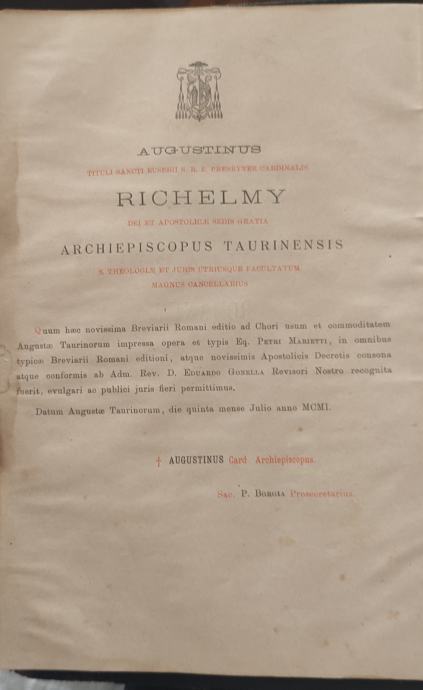 AUGUSTINUS
TITULI SANCTI EUSEBII S. R. E. PRESBYTER CARDINALIS
RICHELMY
DEI ET APOSTOLICÆ SEDIS GRATIA
ARCHIEPISCOPUS TAURINENSIS
S. THEOLOGIÆ ET JURIS UTRIUSQUE FACULTATUM
MAGNUS CANCELLARIUS
Quum hæc novissima Breviarii Romani editio ad Chori usum et commoditatem
Augustæ Taurinorum impressa opera et typis Eq. PETRI MARIETTI, in omnibus
typicæ Breviarii Romani editioni, atque novissimis Apostolicis Decretis consona
atque conformis ab Adm. Rev. D. EDUARDO GONELLA Revisori Nostro recognita
fuerit, evulgari ac publici juris fieri permittimus.
Datum Augustæ Taurinorum, die quinta mense Julio anno MCMI.
† AUGUSTINUS Card. Archiepiscopus.
Sac. P. BORGIA Prosecretarius.